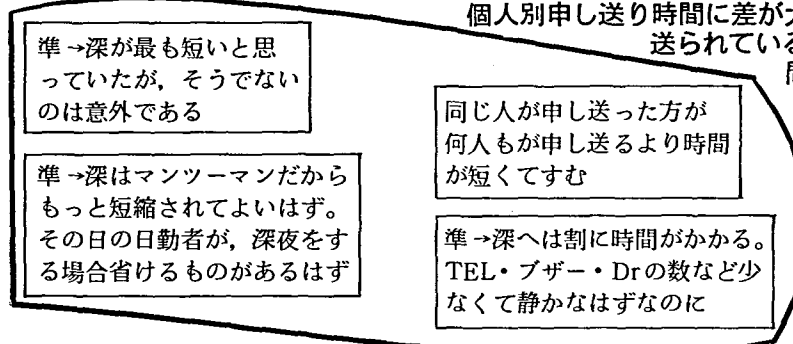 個人別申し送り時間に差が
送られている
準→深が最も短いと思
っていたが，そうでない
のは意外である
同じ人が申し送った方が
何人もが申し送るより時間
が短くてすむ
準→深はマンツーマンだから
もっと短縮されてよいはず。
その日の日勤者が，深夜をす
る場合省けるものがあるはず
準→深へは割に時間がかかる。
TEL・ブザー・Drの数など少
なくて静かなはずなのに